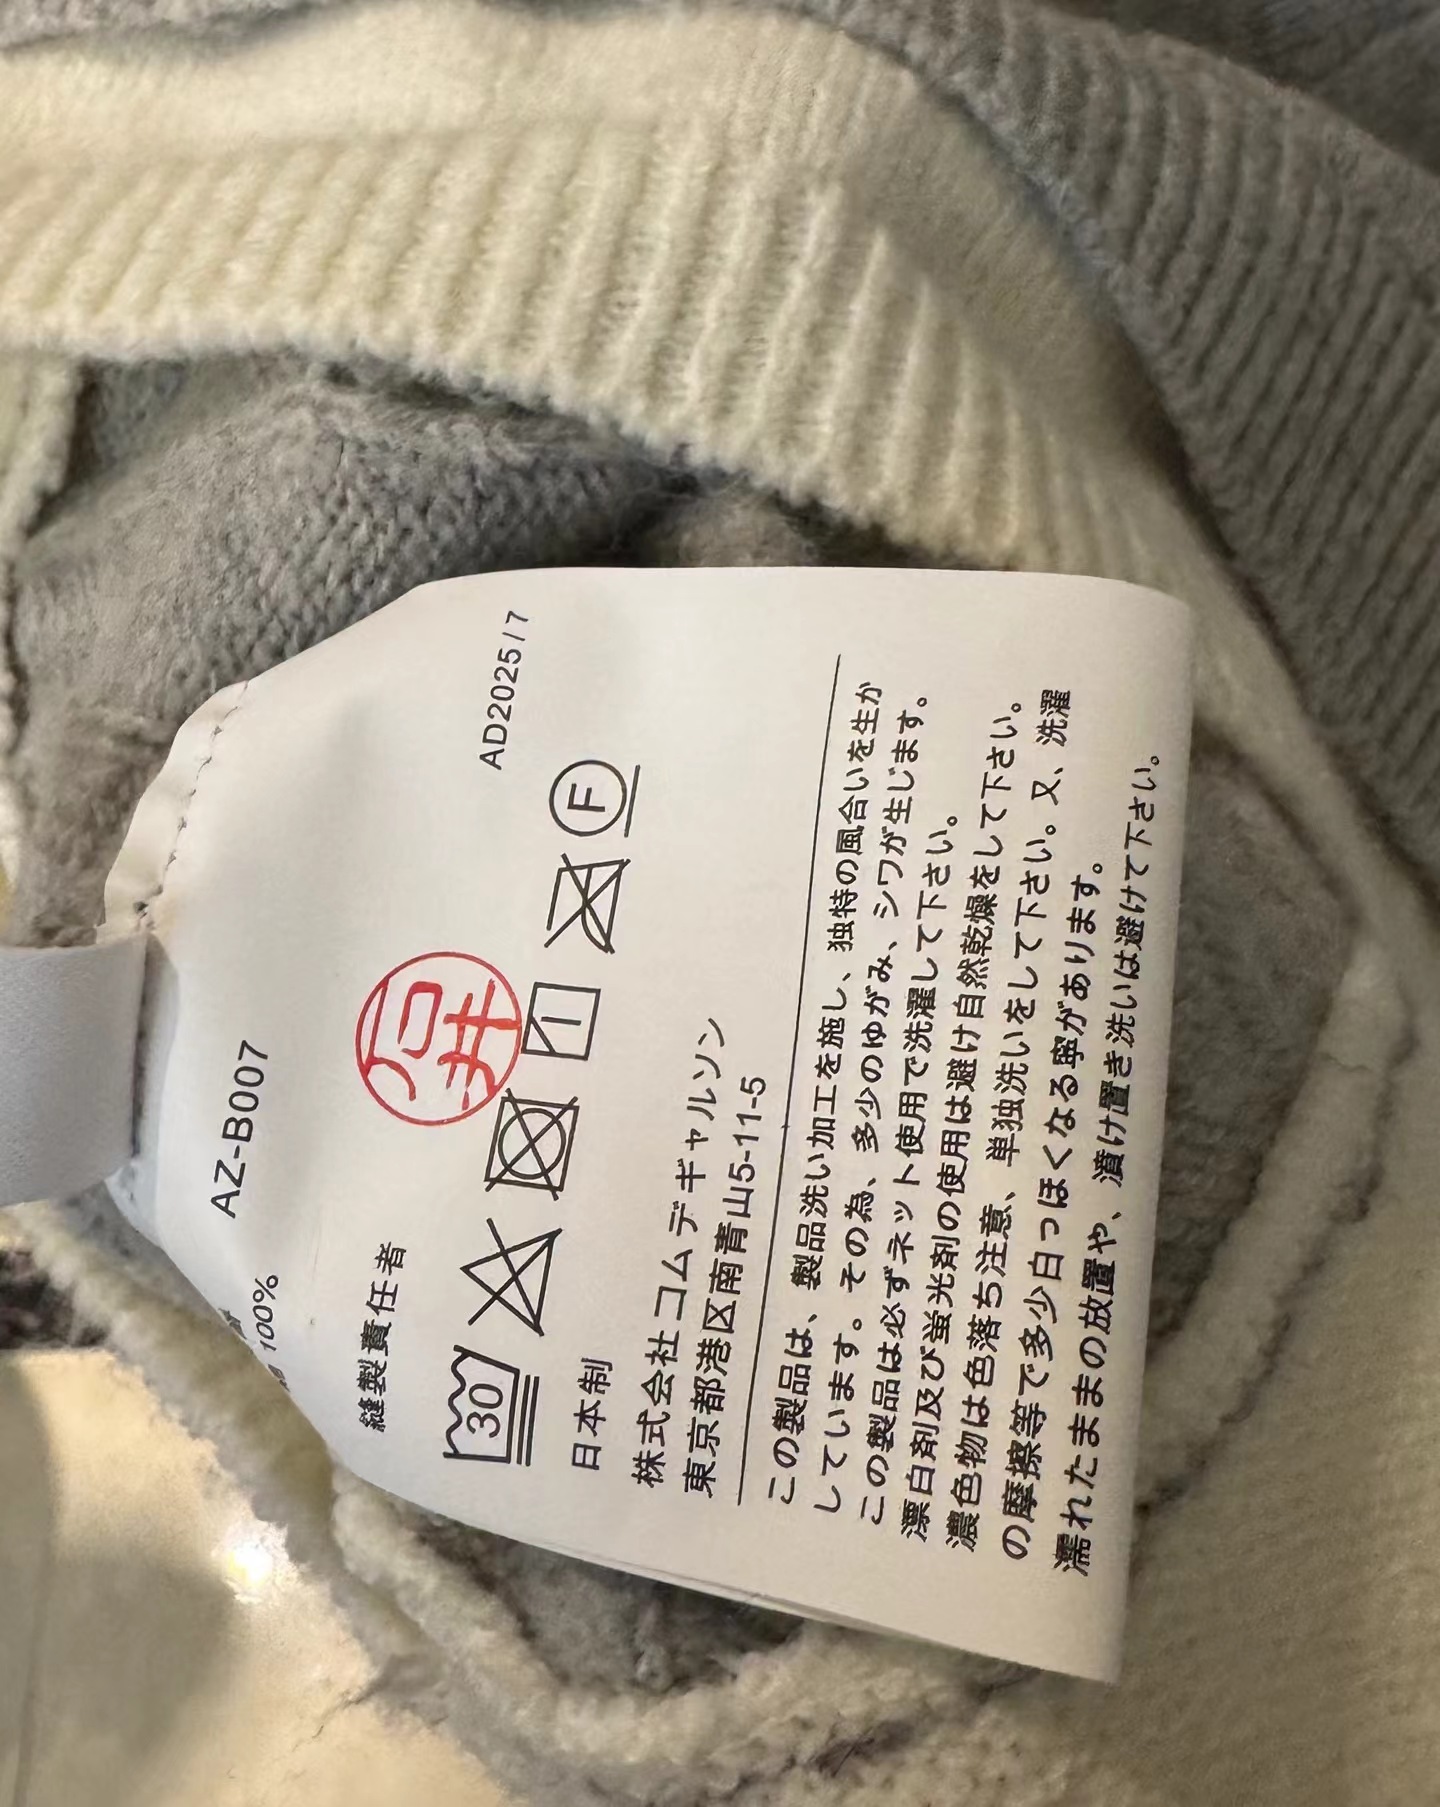 100%
AZ-B007
縫製責任者
石井
30
F
AD2025/7
日本制
株式会社コムデギャルソン
東京都港区南青山5-11-5
この製品は、製品洗い加工を施し、独特の風合いを生か
しています。その為、多少のゆがみ、シワが生じます。
この製品は必ずネット使用で洗濯して下さい。
漂白剤及び蛍光剤の使用は避け自然乾燥をして下さい。
濃色物は色落ち注意、単独洗いをして下さい。又、洗濯
の摩擦等で多少白っぽくなる寧があります。
濡れたままの放置や、漬け置き洗いは避けて下さい。